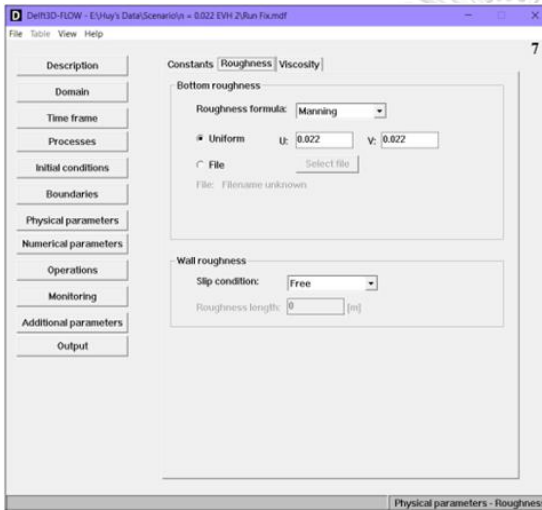 Delft3D-FLOW - E:\Huy's Data\Scenario\n = 0.022 EVH 2\Run Fix.mdf
File Table View Help
7
Description
Domain
Time frame
Processes
Initial conditions
Boundaries
Physical parameters
Numerical parameters
Operations
Monitoring
Additional parameters
Output
Constants Roughness Viscosity
Bottom roughness
Roughness formula: Manning
Uniform U: 0.022 V: 0.022
File Select file
File: Filename unknown
Wall roughness
Slip condition: Free
Roughness length: 0 [m]
Physical parameters - Roughness